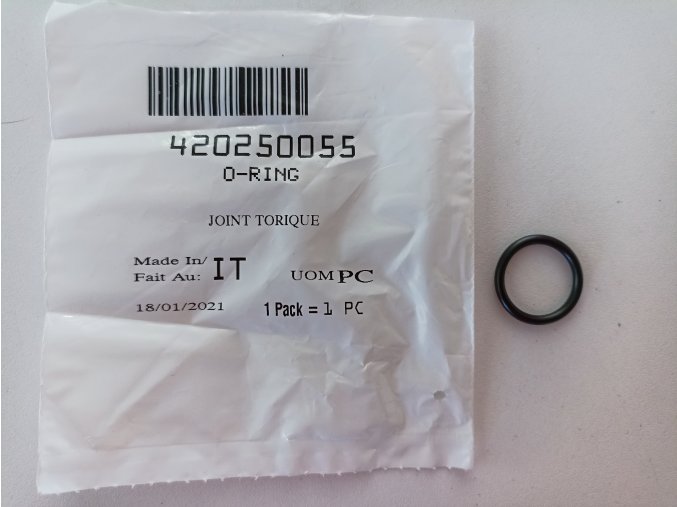 420250055
O-RING
JOINT TORIQUE
Made In/
Fait Au: IT UOM PC
18/01/2021 1 Pack = 1 PC